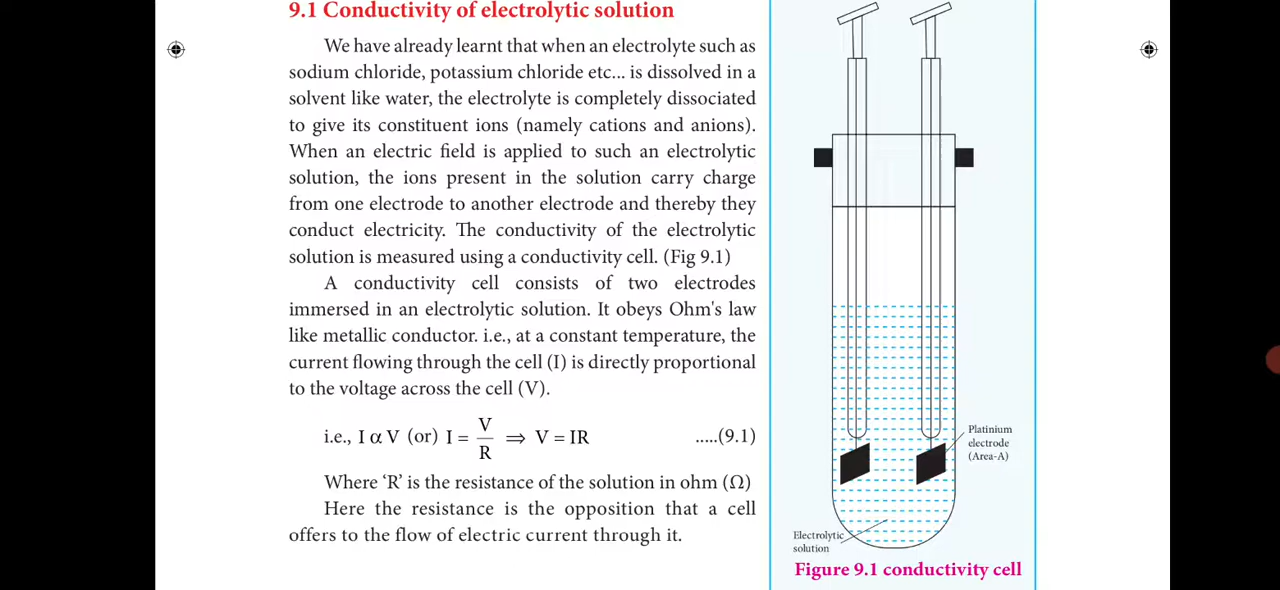 9.1 Conductivity of electrolytic solution
We have already learnt that when an electrolyte such as
sodium chloride, potassium chloride etc... is dissolved in a
solvent like water, the electrolyte is completely dissociated
to give its constituent ions (namely cations and anions).
When an electric field is applied to such an electrolytic
solution, the ions present in the solution carry charge
from one electrode to another electrode and thereby they
conduct electricity. The conductivity of the electrolytic
solution is measured using a conductivity cell. (Fig 9.1)
A conductivity cell consists of two electrodes
immersed in an electrolytic solution. It obeys Ohm's law
like metallic conductor. i.e., at a constant temperature, the
current flowing through the cell (I) is directly proportional
to the voltage across the cell (V).
i.e., I α V (or) I = V/R ⇒ V = IR .....(9.1)
Where ‘R’ is the resistance of the solution in ohm (Ω)
Here the resistance is the opposition that a cell
offers to the flow of electric current through it.
Platinium
electrode
(Area-A)
Electrolytic
solution
Figure 9.1 conductivity cell